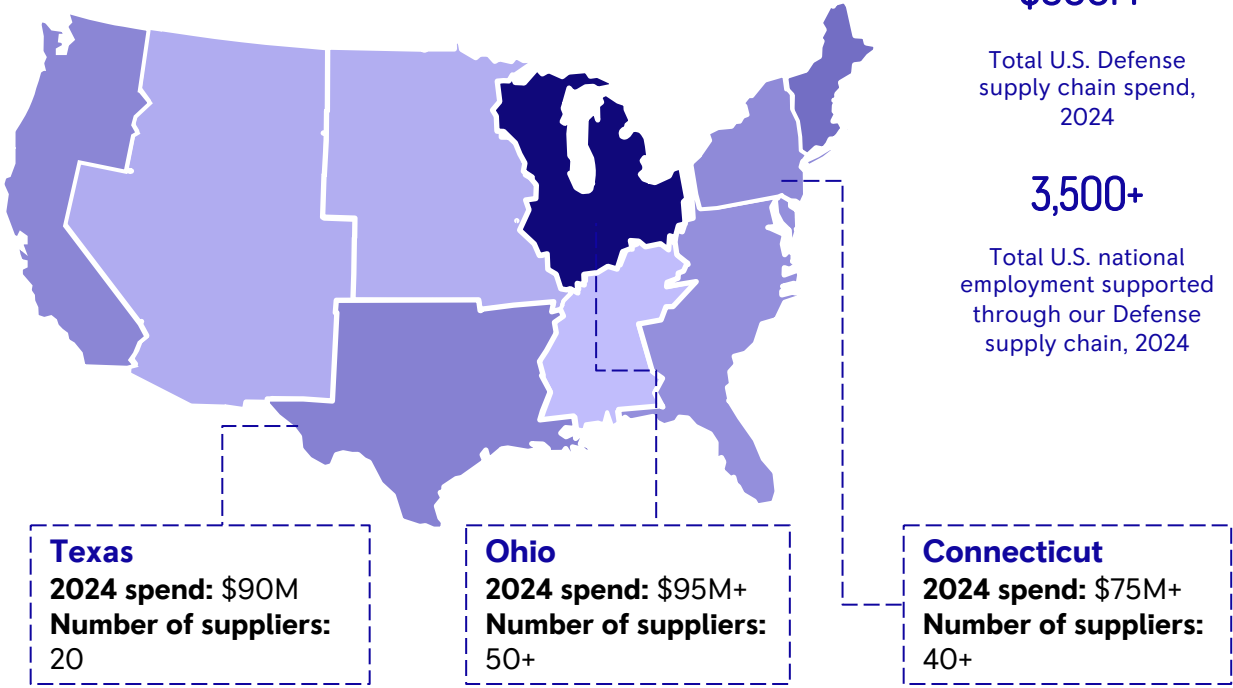 Total U.S. Defense
supply chain spend,
2024
3,500+
Total U.S. national
employment supported
through our Defense
supply chain, 2024
Texas
2024 spend: $90M
Number of suppliers:
20
Ohio
2024 spend: $95M+
Number of suppliers:
50+
Connecticut
2024 spend: $75M+
Number of suppliers:
40+